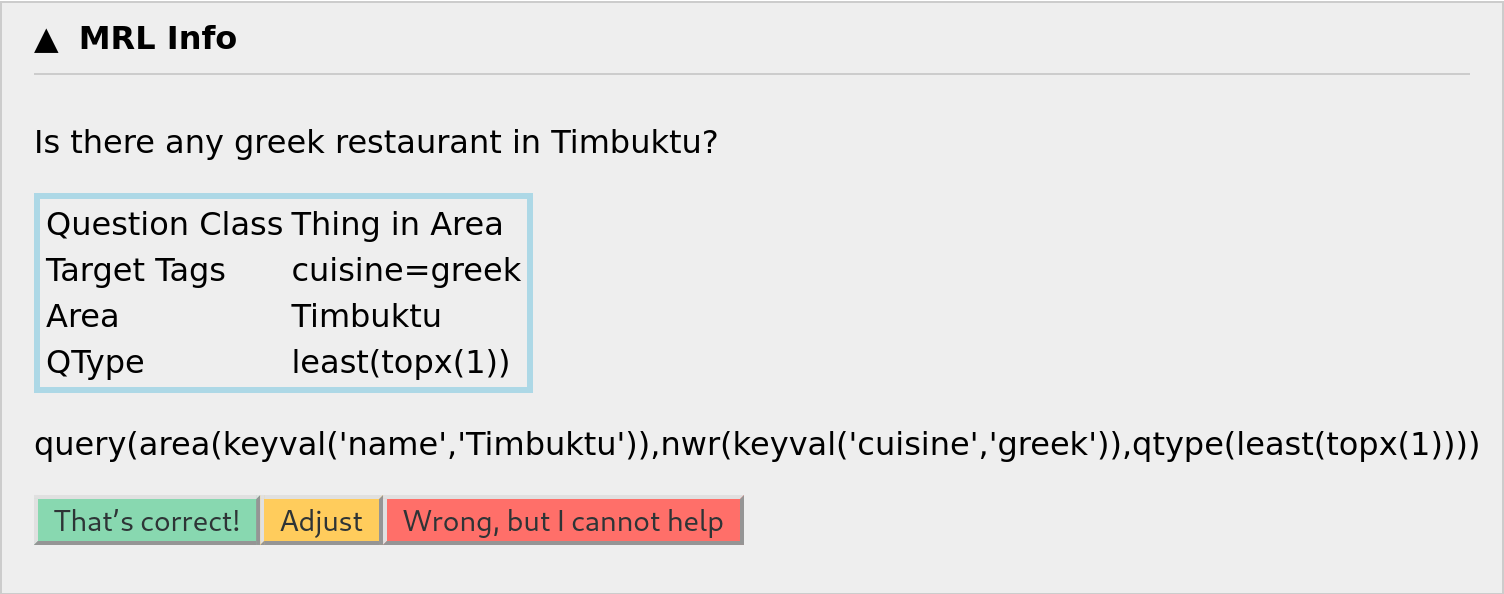 ▲ MRL Info
Is there any greek restaurant in Timbuktu?
Question Class Thing in Area
Target Tags cuisine=greek
Area Timbuktu
QType least(topx(1))
query(area(keyval('name','Timbuktu')),nwr(keyval('cuisine','greek')),qtype(least(topx(1))))
That’s correct! Adjust Wrong, but I cannot help